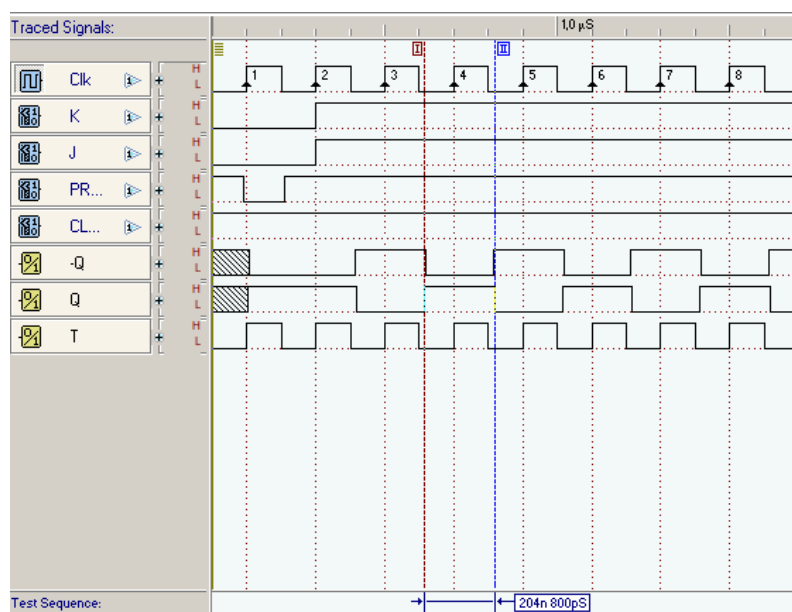 Traced Signals:
1,0 µS
I
II
Clk
H
L
1
2
3
4
5
6
7
8
K
H
L
J
H
L
PR...
H
L
CL...
H
L
-Q
H
L
Q
H
L
T
H
L
Test Sequence:
204n 800pS